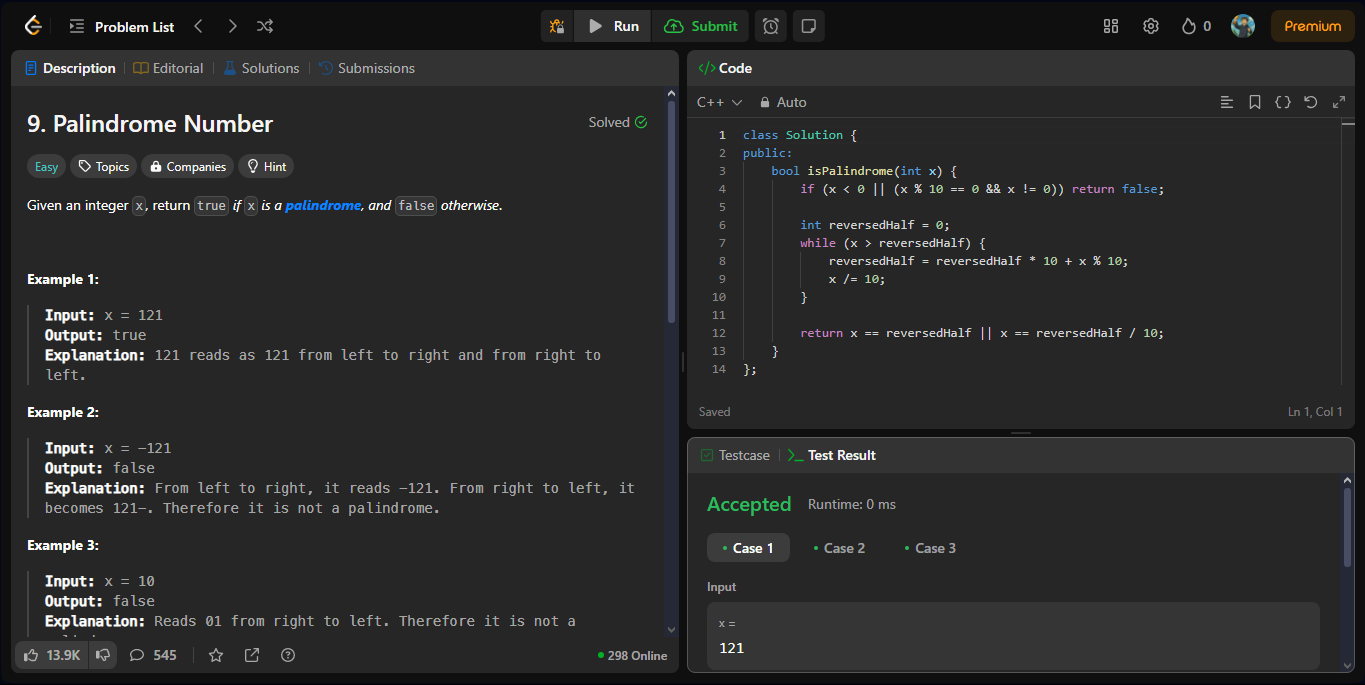 Problem List
Run
Submit
0
Premium
Description
Editorial
Solutions
Submissions
9. Palindrome Number
Solved
Easy
Topics
Companies
Hint
Given an integer x, return true if x is a palindrome, and false otherwise.
Example 1:
Input: x = 121
Output: true
Explanation: 121 reads as 121 from left to right and from right to
left.
Example 2:
Input: x = -121
Output: false
Explanation: From left to right, it reads -121. From right to left, it
becomes 121-. Therefore it is not a palindrome.
Example 3:
Input: x = 10
Output: false
Explanation: Reads 01 from right to left. Therefore it is not a
13.9K
545
298 Online
</> Code
C++
Auto
1 class Solution {
2 public:
3     bool isPalindrome(int x) {
4         if (x < 0 || (x % 10 == 0 && x != 0)) return false;
5
6         int reversedHalf = 0;
7         while (x > reversedHalf) {
8             reversedHalf = reversedHalf * 10 + x % 10;
9             x /= 10;
10         }
11
12         return x == reversedHalf || x == reversedHalf / 10;
13     }
14 };
Saved
Ln 1, Col 1
Testcase
Test Result
Accepted
Runtime: 0 ms
Case 1
Case 2
Case 3
Input
x =
121